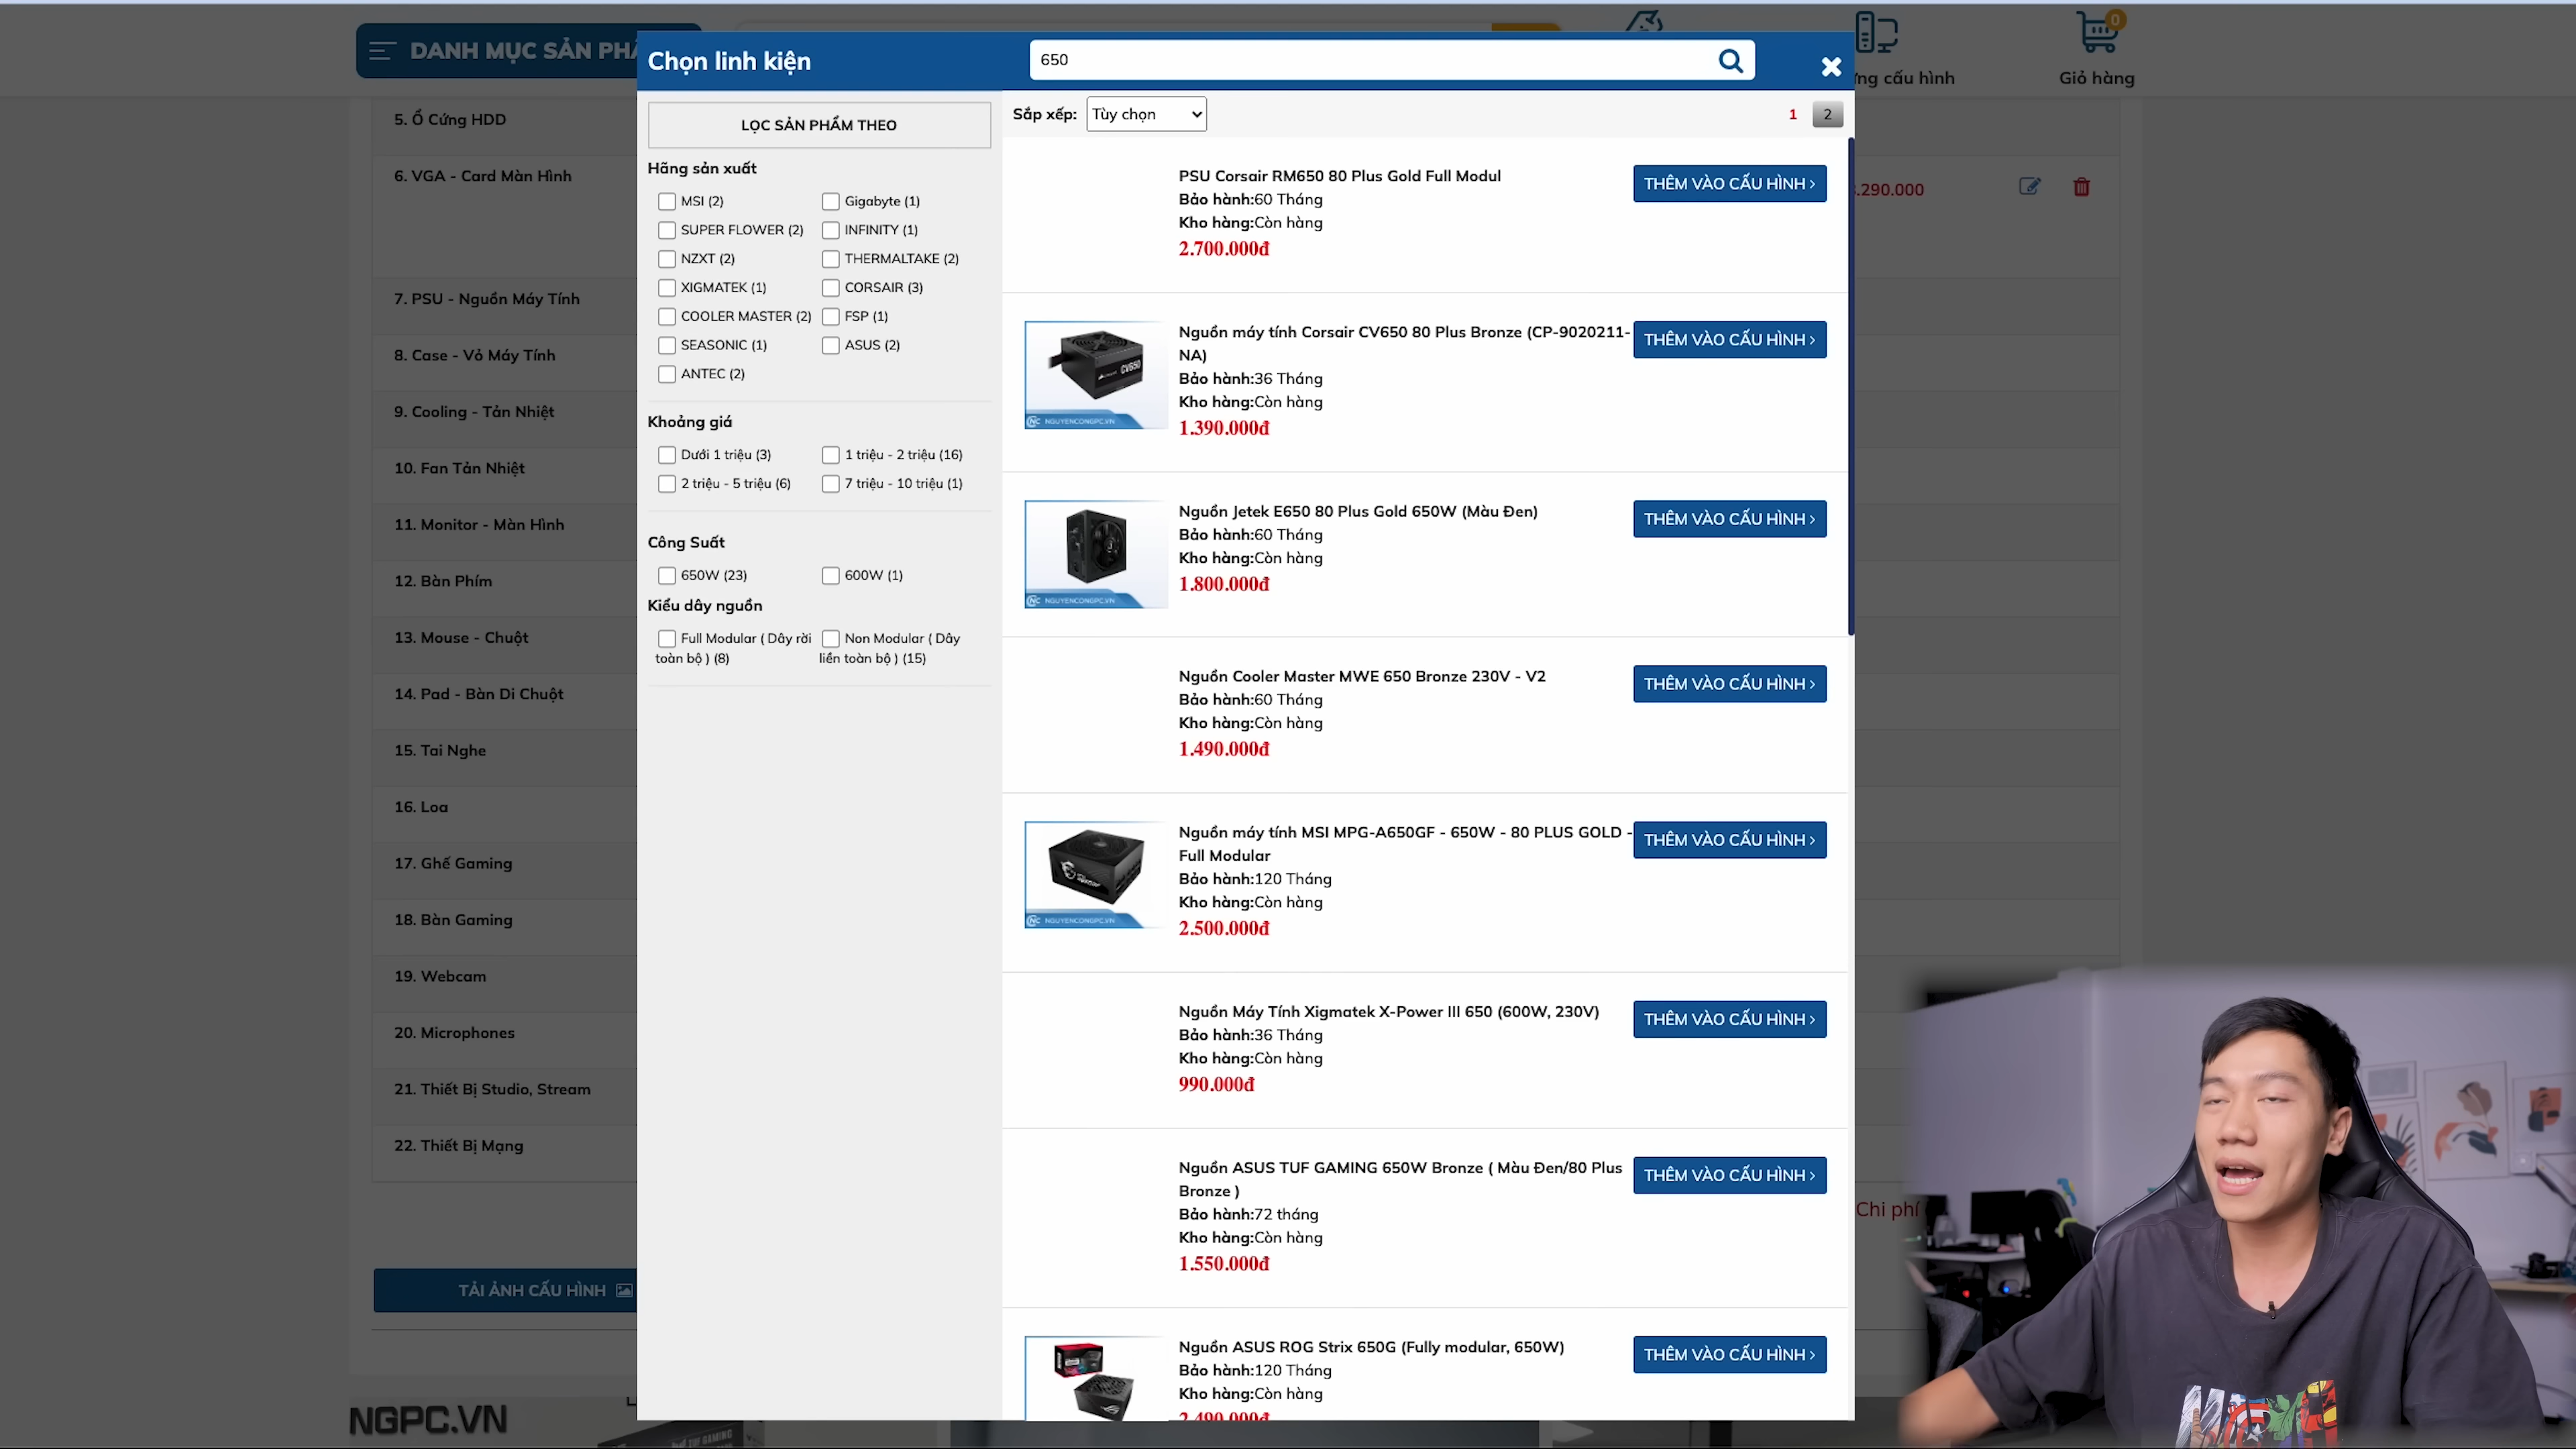 DANH MỤC SẢN PHẨ
0
ng cấu hình
Giỏ hàng
Chọn linh kiện
650
5. Ổ Cứng HDD
6. VGA - Card Màn Hình
.290.000
7. PSU - Nguồn Máy Tính
8. Case - Vỏ Máy Tính
9. Cooling - Tản Nhiệt
10. Fan Tản Nhiệt
11. Monitor - Màn Hình
12. Bàn Phím
13. Mouse - Chuột
14. Pad - Bàn Di Chuột
15. Tai Nghe
16. Loa
17. Ghế Gaming
18. Bàn Gaming
19. Webcam
20. Microphones
21. Thiết Bị Studio, Stream
22. Thiết Bị Mạng
Chi phí
TẢI ẢNH CẤU HÌNH
NGPC.VN
LỌC SẢN PHẨM THEO
Hãng sản xuất
MSI (2) Gigabyte (1)
SUPER FLOWER (2) INFINITY (1)
NZXT (2) THERMALTAKE (2)
XIGMATEK (1) CORSAIR (3)
COOLER MASTER (2) FSP (1)
SEASONIC (1) ASUS (2)
ANTEC (2)
Khoảng giá
Dưới 1 triệu (3) 1 triệu - 2 triệu (16)
2 triệu - 5 triệu (6) 7 triệu - 10 triệu (1)
Công Suất
650W (23) 600W (1)
Kiểu dây nguồn
Full Modular ( Dây rời toàn bộ ) (8)
Non Modular ( Dây liền toàn bộ ) (15)
Sắp xếp: Tùy chọn
1 2
PSU Corsair RM650 80 Plus Gold Full Modul
THÊM VÀO CẤU HÌNH ›
Bảo hành:60 Tháng
Kho hàng:Còn hàng
2.700.000đ
CV650
NGUYENCONGPC.VN
Nguồn máy tính Corsair CV650 80 Plus Bronze (CP-9020211-
NA)
THÊM VÀO CẤU HÌNH ›
Bảo hành:36 Tháng
Kho hàng:Còn hàng
1.390.000đ
NGUYENCONGPC.VN
Nguồn Jetek E650 80 Plus Gold 650W (Màu Đen)
THÊM VÀO CẤU HÌNH ›
Bảo hành:60 Tháng
Kho hàng:Còn hàng
1.800.000đ
Nguồn Cooler Master MWE 650 Bronze 230V - V2
THÊM VÀO CẤU HÌNH ›
Bảo hành:60 Tháng
Kho hàng:Còn hàng
1.490.000đ
NGUYENCONGPC.VN
Nguồn máy tính MSI MPG-A650GF - 650W - 80 PLUS GOLD -
Full Modular
THÊM VÀO CẤU HÌNH ›
Bảo hành:120 Tháng
Kho hàng:Còn hàng
2.500.000đ
Nguồn Máy Tính Xigmatek X-Power III 650 (600W, 230V)
THÊM VÀO CẤU HÌNH ›
Bảo hành:36 Tháng
Kho hàng:Còn hàng
990.000đ
Nguồn ASUS TUF GAMING 650W Bronze ( Màu Đen/80 Plus
Bronze )
THÊM VÀO CẤU HÌNH ›
Bảo hành:72 tháng
Kho hàng:Còn hàng
1.550.000đ
Nguồn ASUS ROG Strix 650G (Fully modular, 650W)
THÊM VÀO CẤU HÌNH ›
Bảo hành:120 Tháng
Kho hàng:Còn hàng
2.490.000đ